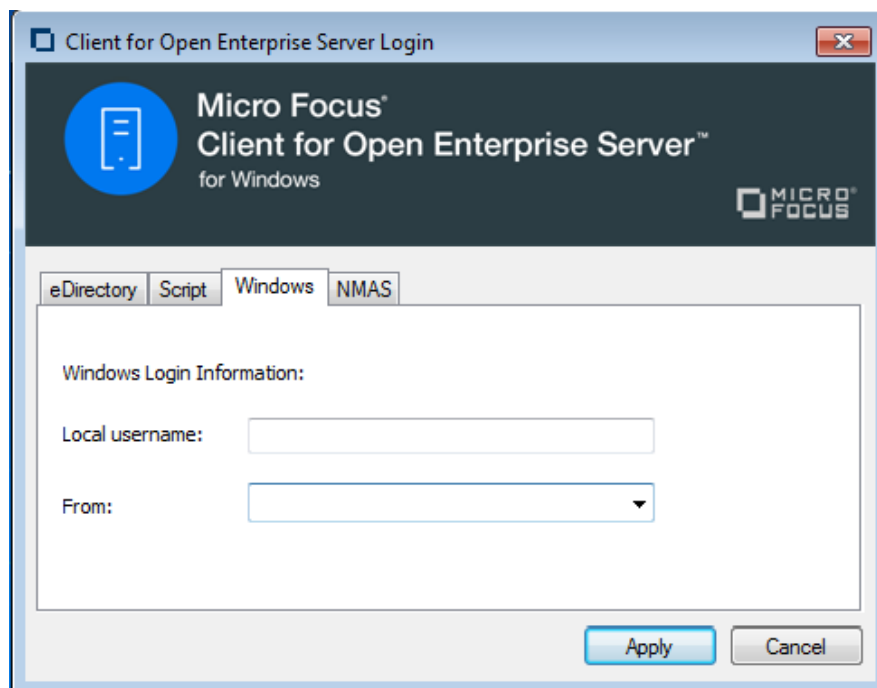 Client for Open Enterprise Server Login
Micro Focus®
Client for Open Enterprise Server™
for Windows
MICRO®
FOCUS
eDirectory Script Windows NMAS
Windows Login Information:
Local username:
From:
Apply Cancel